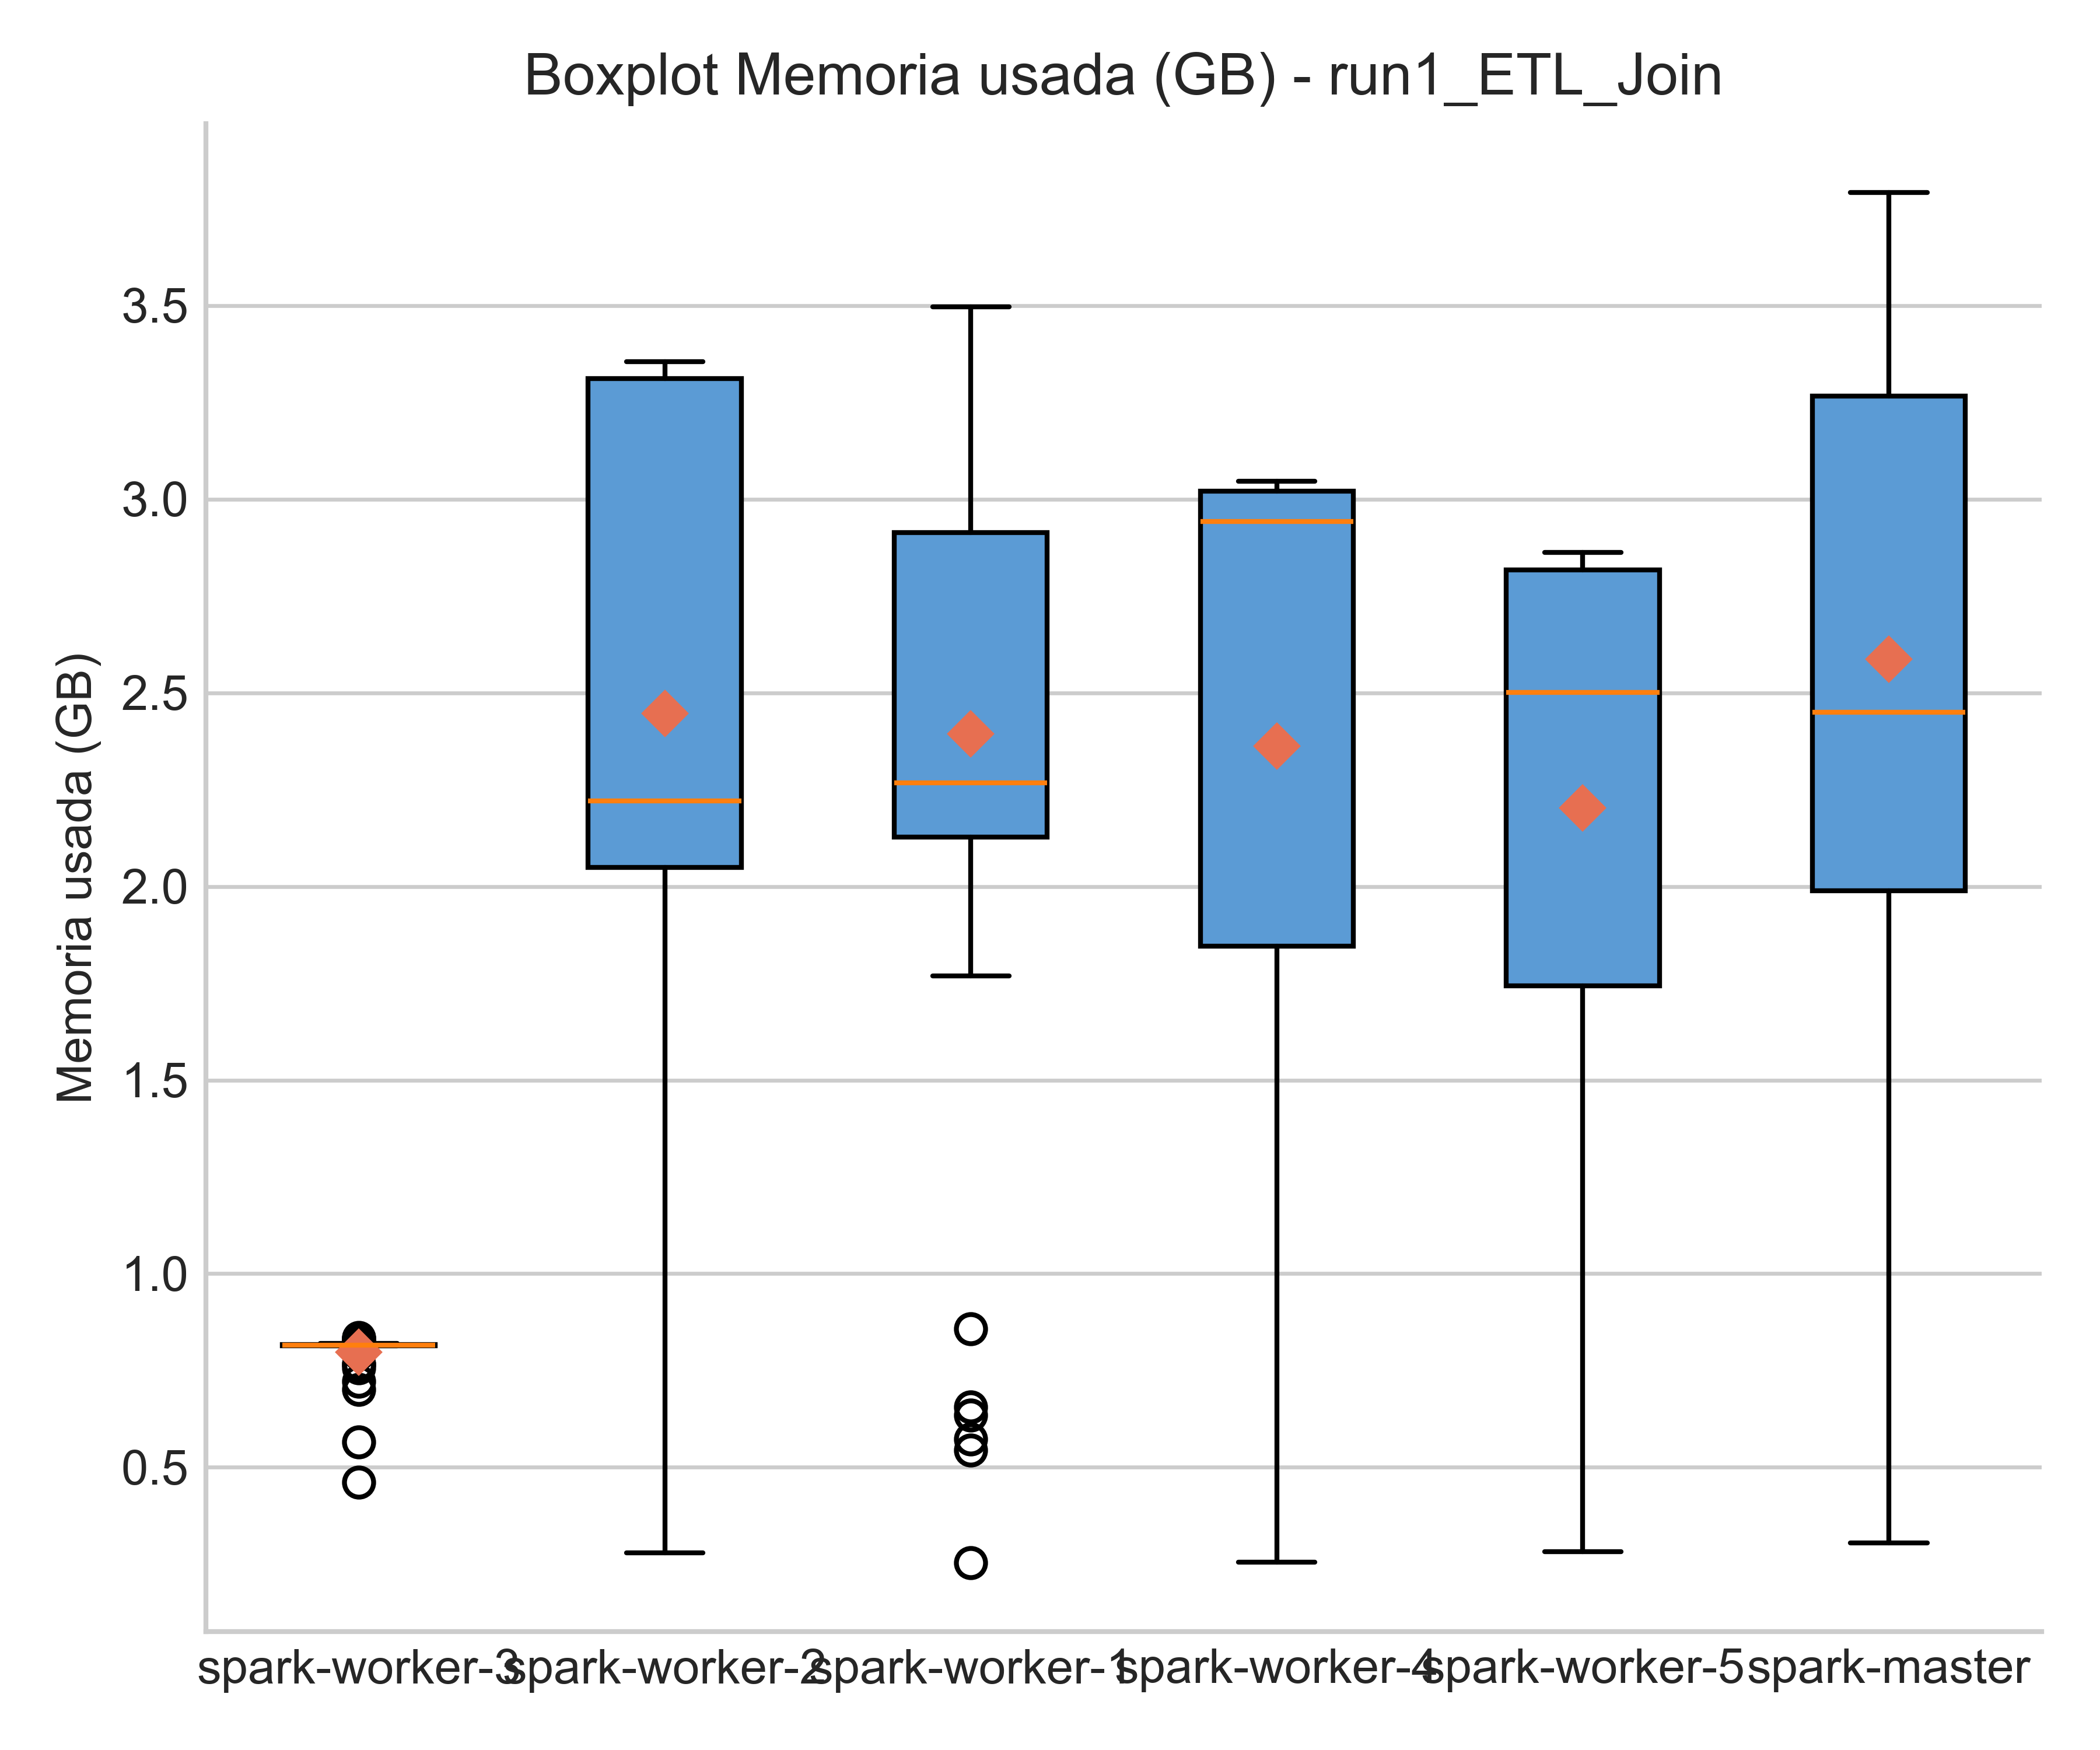 Boxplot Memoria usada (GB) - run1_ETL_Join
Memoria usada (GB)
3.5
3.0
2.5
2.0
1.5
1.0
0.5
spark-worker-3
spark-worker-2
spark-worker-1
spark-worker-4
spark-worker-5
spark-master